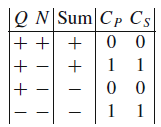 Q N Sum C_P C_S
+ + + 0 0
+ − + 1 1
+ − − 0 0
− − − 1 1